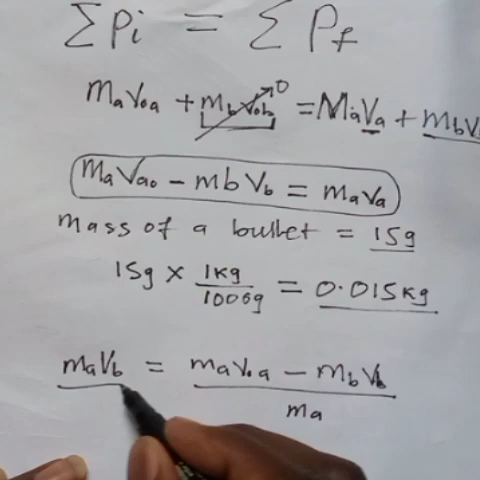 ΣPi = ΣPf
maVoa + mbVob→0 = MaVa + mbV
maVao - mbVb = maVa
mass of a bullet = 15g
15g × 1kg/1000g = 0.015kg
maVb = maVoa - mbVb
ma